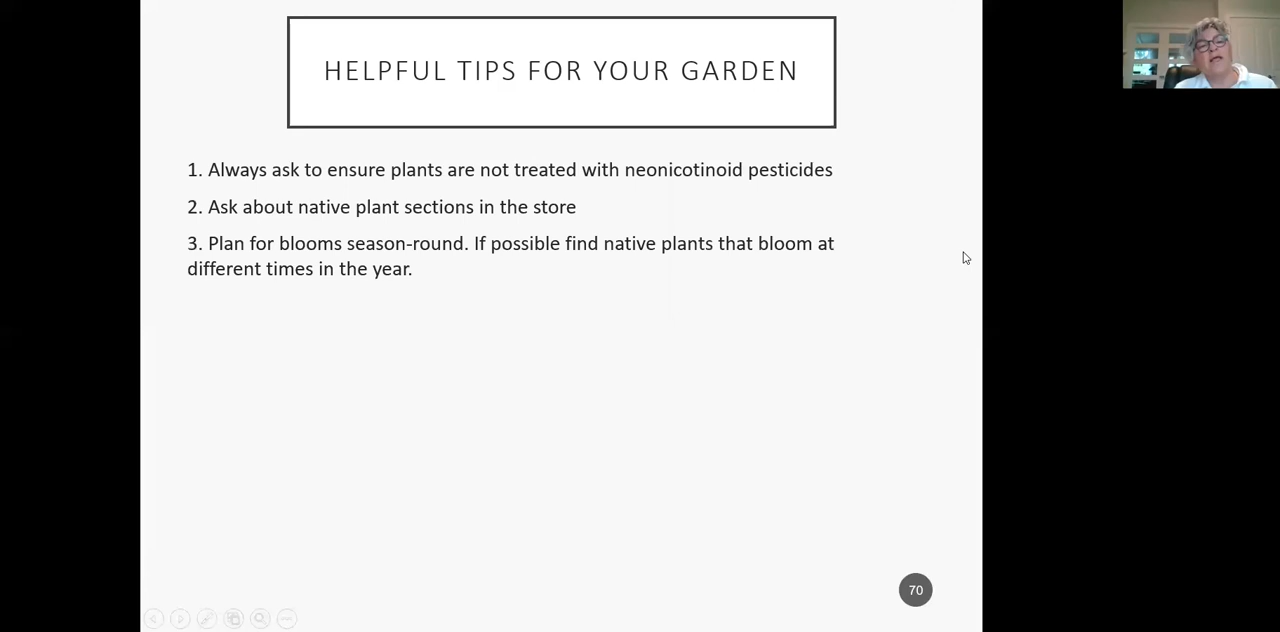 HELPFUL TIPS FOR YOUR GARDEN
1. Always ask to ensure plants are not treated with neonicotinoid pesticides
2. Ask about native plant sections in the store
3. Plan for blooms season-round. If possible find native plants that bloom at
different times in the year.
70